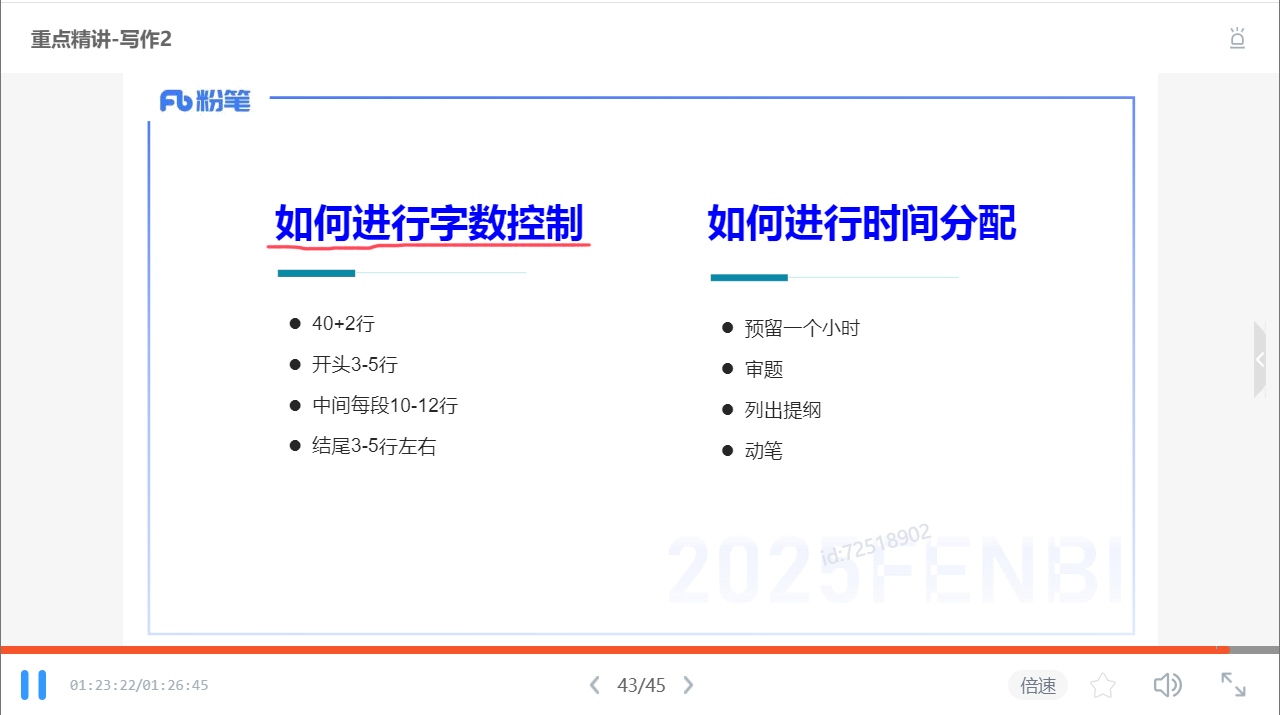 重点精讲-写作2
粉笔
如何进行字数控制
40+2行
开头3-5行
中间每段10-12行
结尾3-5行左右
如何进行时间分配
预留一个小时
审题
列出提纲
动笔
id:72518902
2025FENBI
01:23:22/01:26:45
43/45
倍速